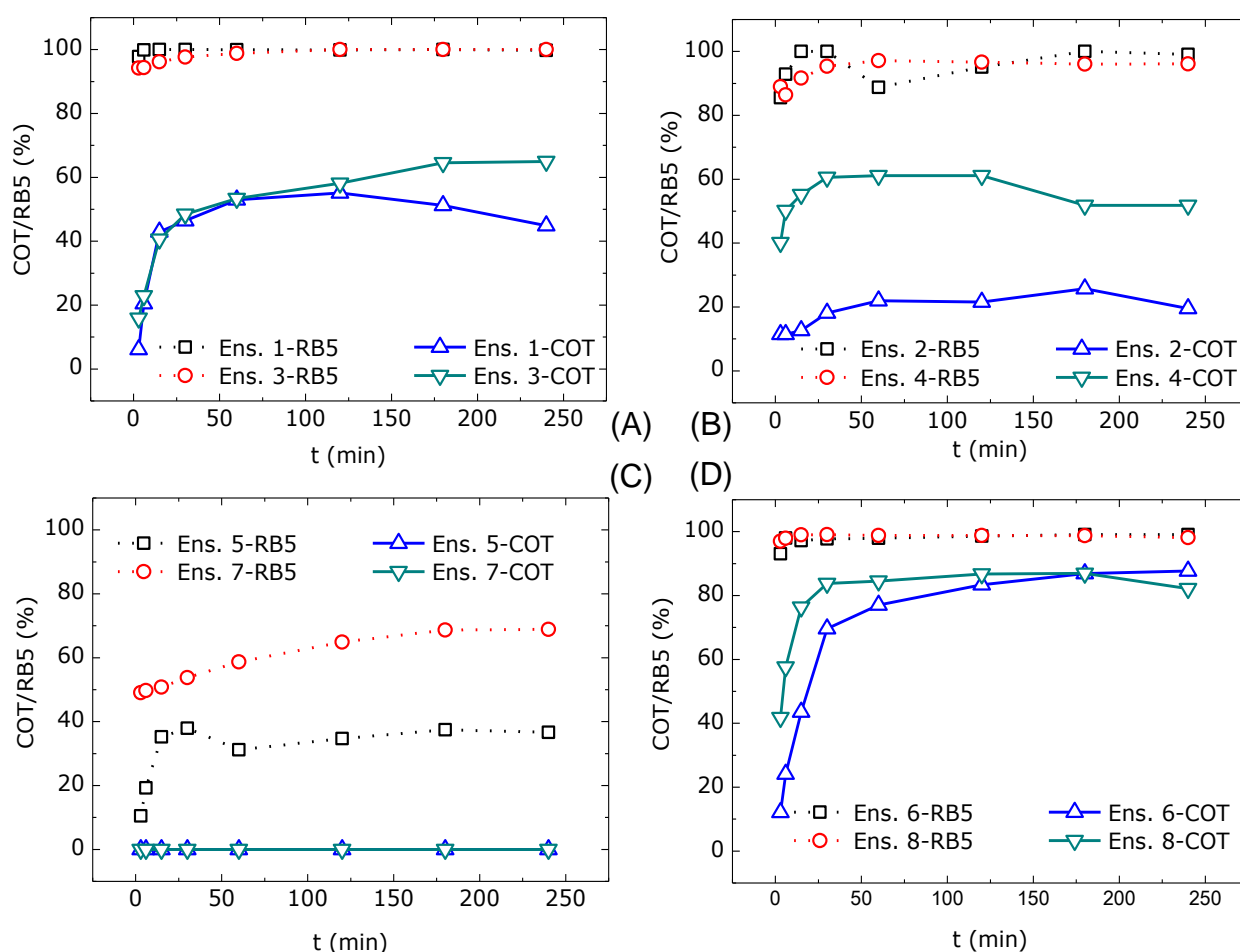 100
80
60
40
20
0
COT/RB5 (%)
Ens. 1-RB5
Ens. 1-COT
Ens. 3-RB5
Ens. 3-COT
0 50 100 150 200 250
t (min)
(A)
100
80
60
40
20
0
COT/RB5 (%)
Ens. 2-RB5
Ens. 2-COT
Ens. 4-RB5
Ens. 4-COT
0 50 100 150 200 250
t (min)
(B)
(C)
100
80
60
40
20
0
COT/RB5 (%)
Ens. 5-RB5
Ens. 5-COT
Ens. 7-RB5
Ens. 7-COT
0 50 100 150 200 250
t (min)
(D)
100
80
60
40
20
0
COT/RB5 (%)
Ens. 6-RB5
Ens. 6-COT
Ens. 8-RB5
Ens. 8-COT
0 50 100 150 200 250
t (min)